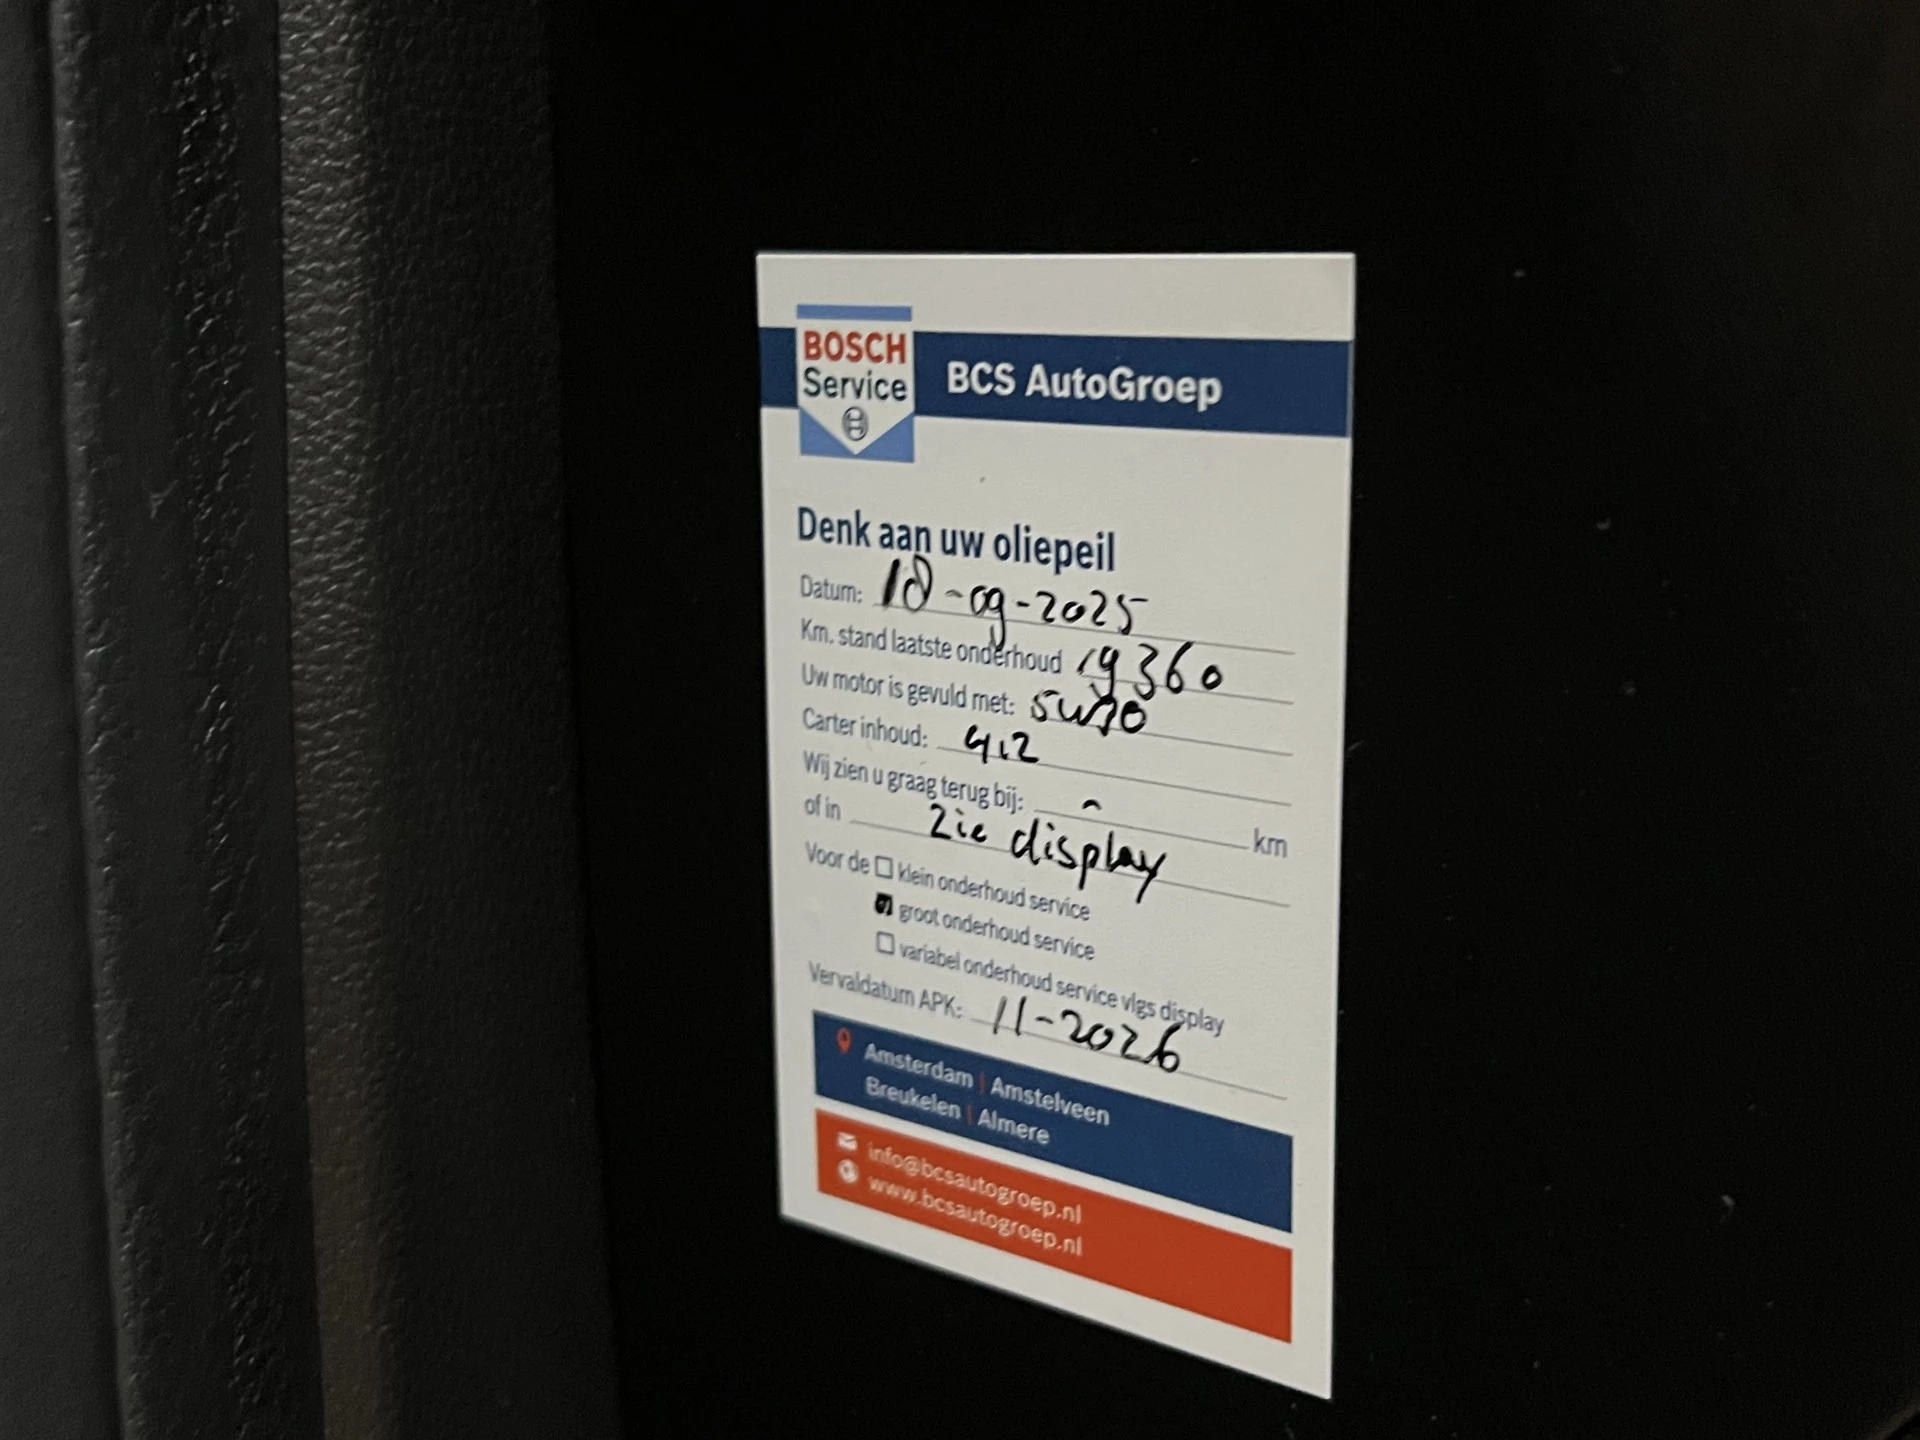 BOSCH
Service
BCS AutoGroep
Denk aan uw oliepeil
Datum: 18-09-2025
Km. stand laatste onderhoud 19360
Uw motor is gevuld met: 5w30
Carter inhoud: 4,2
Wij zien u graag terug bij: - km
of in zie display
Voor de klein onderhoud service
groot onderhoud service
variabel onderhoud service vlgs display
Vervaldatum APK: 11-2026
Amsterdam | Amstelveen
Breukelen | Almere
info@bcsautogroep.nl
www.bcsautogroep.nl